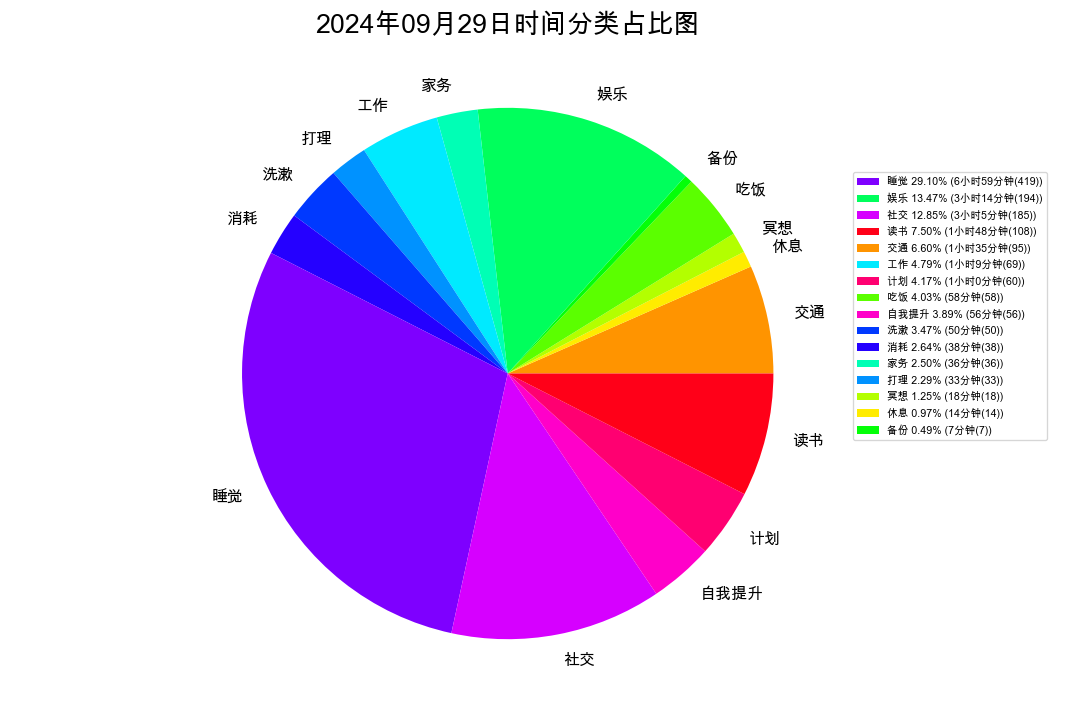 2024年09月29日时间分类占比图
家务
娱乐
工作
打理
备份
洗漱
吃饭
消耗
冥想
休息
交通
读书
睡觉
计划
自我提升
社交
睡觉 29.10% (6小时59分钟(419))
娱乐 13.47% (3小时14分钟(194))
社交 12.85% (3小时5分钟(185))
读书 7.50% (1小时48分钟(108))
交通 6.60% (1小时35分钟(95))
工作 4.79% (1小时9分钟(69))
计划 4.17% (1小时0分钟(60))
吃饭 4.03% (58分钟(58))
自我提升 3.89% (56分钟(56))
洗漱 3.47% (50分钟(50))
消耗 2.64% (38分钟(38))
家务 2.50% (36分钟(36))
打理 2.29% (33分钟(33))
冥想 1.25% (18分钟(18))
休息 0.97% (14分钟(14))
备份 0.49% (7分钟(7))